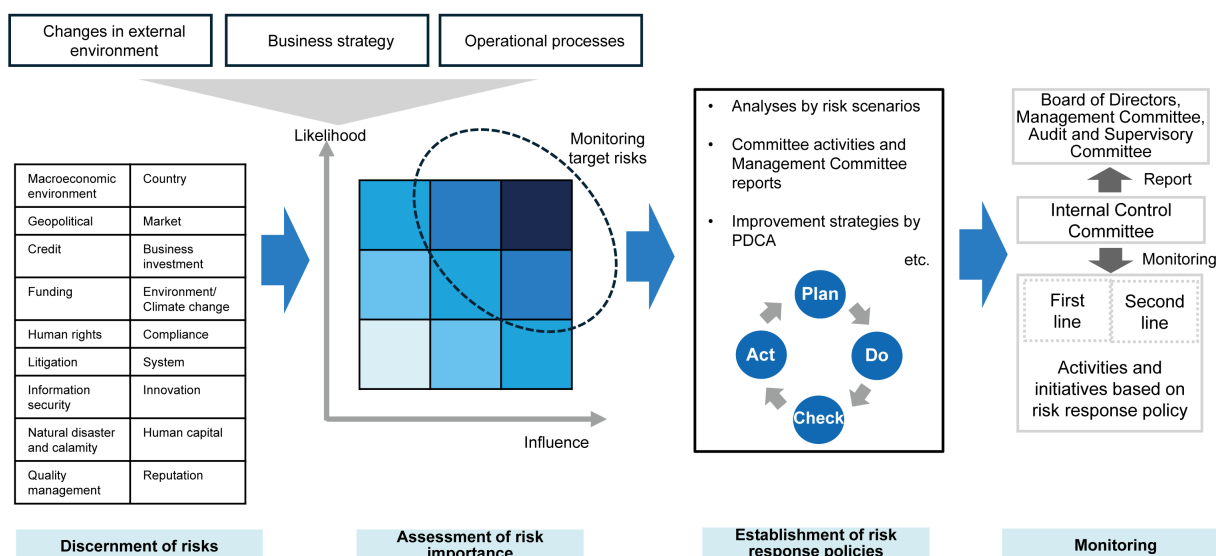 Changes in external
environment
Business strategy
Operational processes
Likelihood
Monitoring
target risks
Influence
Macroeconomic
environment
Country
Geopolitical
Market
Credit
Business
investment
Funding
Environment/
Climate change
Human rights
Compliance
Litigation
System
Information
security
Innovation
Natural disaster
and calamity
Human capital
Quality
management
Reputation
• Analyses by risk scenarios
• Committee activities and
Management Committee
reports
• Improvement strategies by
PDCA
etc.
Plan
Do
Check
Act
Board of Directors,
Management Committee,
Audit and Supervisory
Committee
Report
Internal Control
Committee
Monitoring
First
line
Second
line
Activities and
initiatives based on
risk response policy
Discernment of risks
Assessment of risk
importance
Establishment of risk
response policies
Monitoring